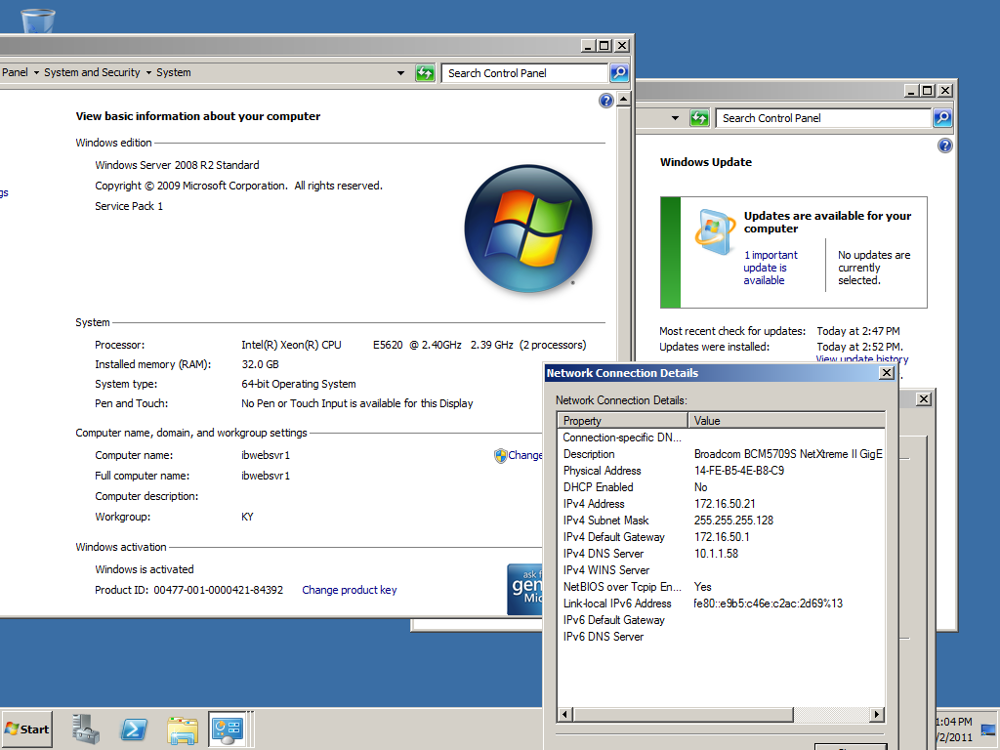 Panel System and Security System
Search Control Panel
View basic information about your computer
Windows edition
Windows Server 2008 R2 Standard
Copyright © 2009 Microsoft Corporation. All rights reserved.
Service Pack 1
gs
System
Processor: Intel(R) Xeon(R) CPU E5620 @ 2.40GHz 2.39 GHz (2 processors)
Installed memory (RAM): 32.0 GB
System type: 64-bit Operating System
Pen and Touch: No Pen or Touch Input is available for this Display
Computer name, domain, and workgroup settings
Computer name: ibwebsvr1
Change
Full computer name: ibwebsvr1
Computer description:
Workgroup: KY
Windows activation
Windows is activated
Product ID: 00477-001-0000421-84392 Change product key
ask f
gen
Mic
Search Control Panel
Windows Update
Updates are available for your
computer
1 important
update is
available
No updates are
currently
selected.
Most recent check for updates: Today at 2:47 PM
Updates were installed: Today at 2:52 PM.
View update history
Network Connection Details
Network Connection Details:
Property Value
Connection-specific DN...
Description Broadcom BCM5709S NetXtreme II GigE
Physical Address 14-FE-B5-4E-B8-C9
DHCP Enabled No
IPv4 Address 172.16.50.21
IPv4 Subnet Mask 255.255.255.128
IPv4 Default Gateway 172.16.50.1
IPv4 DNS Server 10.1.1.58
IPv4 WINS Server
NetBIOS over Tcpip En... Yes
Link-local IPv6 Address fe80::e9b5:c46e:c2ac:2d69%13
IPv6 Default Gateway
IPv6 DNS Server
Start
1:04 PM
/2/2011